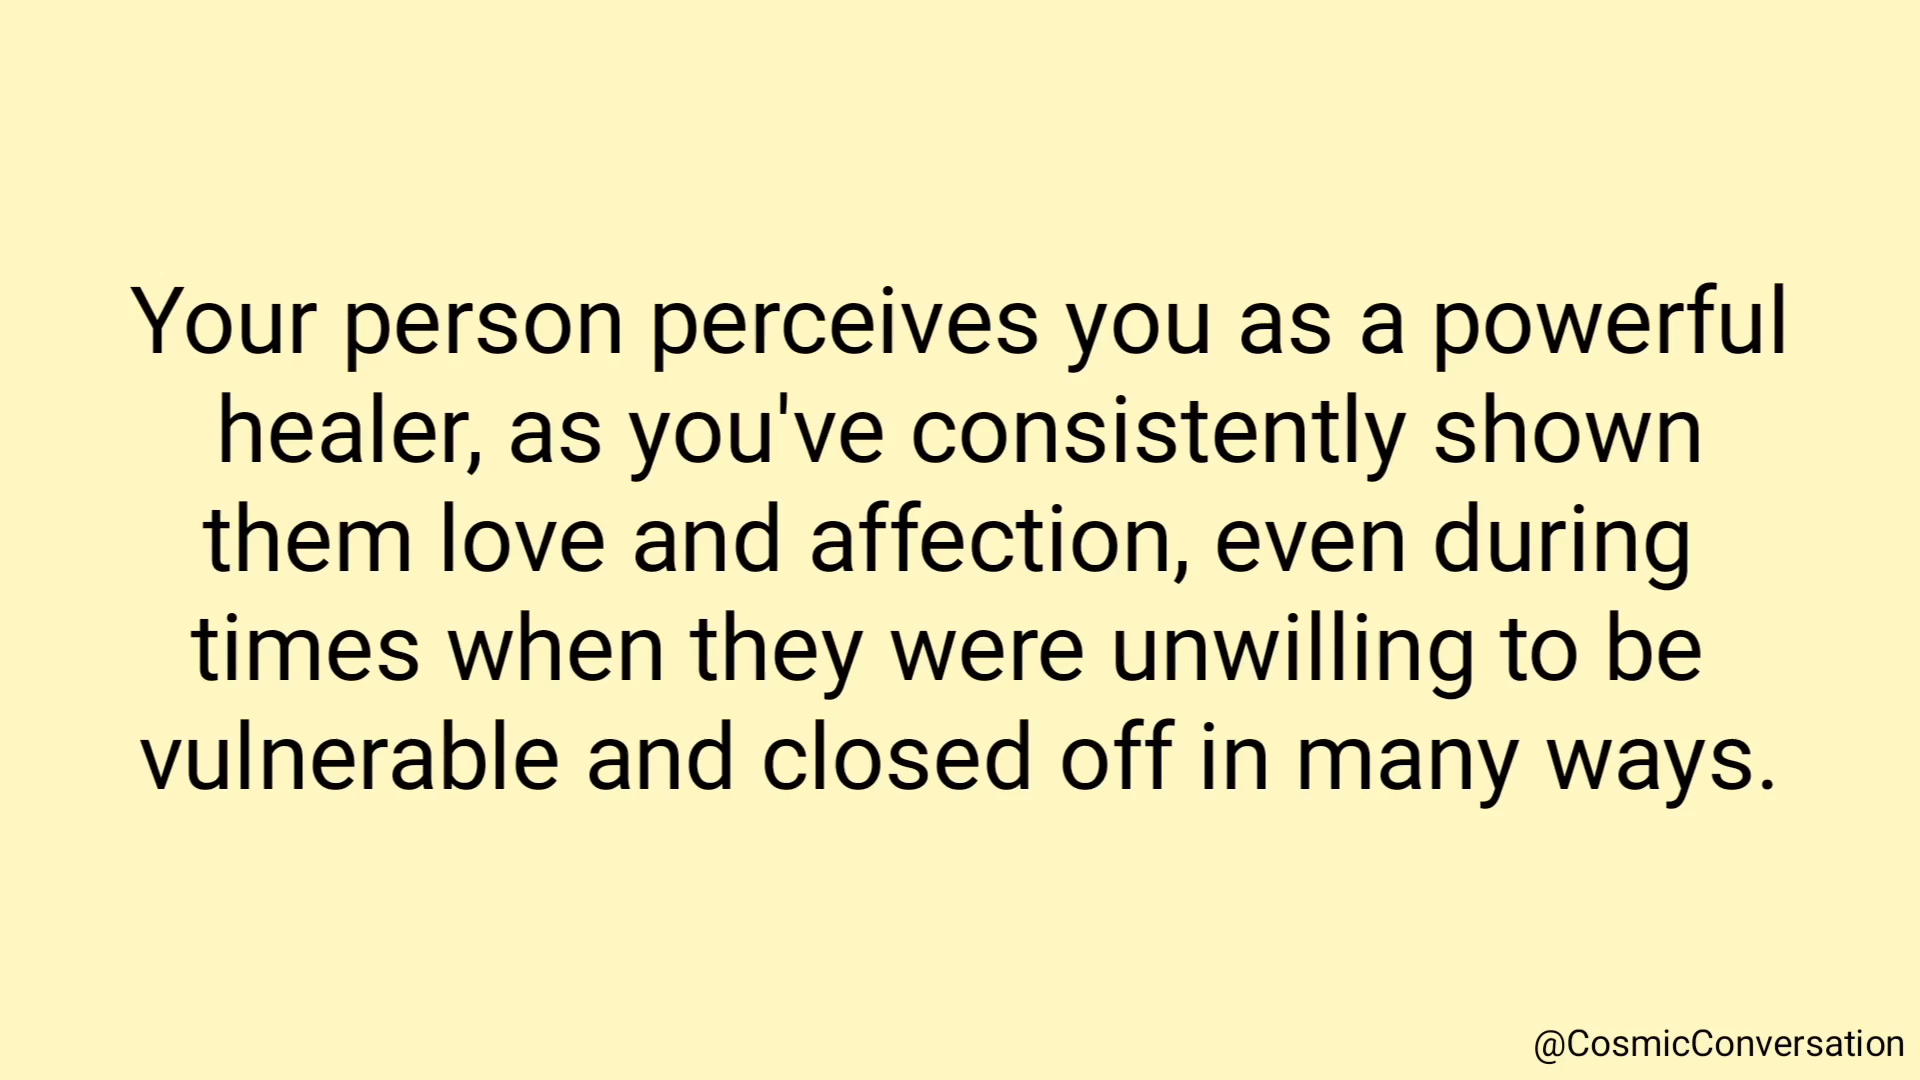 Your person perceives you as a powerful
healer, as you've consistently shown
them love and affection, even during
times when they were unwilling to be
vulnerable and closed off in many ways.
@CosmicConversation